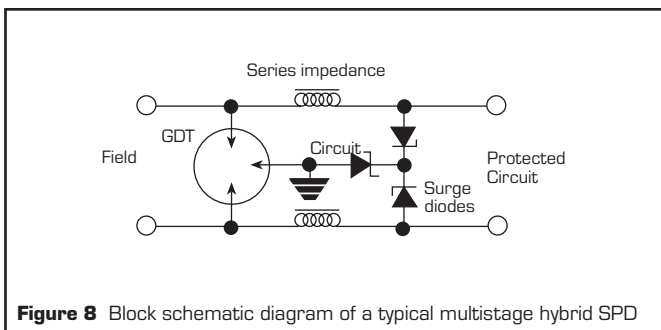 Series impedance
GDT
Circuit
Field
Protected
Circuit
Surge
diodes
Figure 8 Block schematic diagram of a typical multistage hybrid SPD